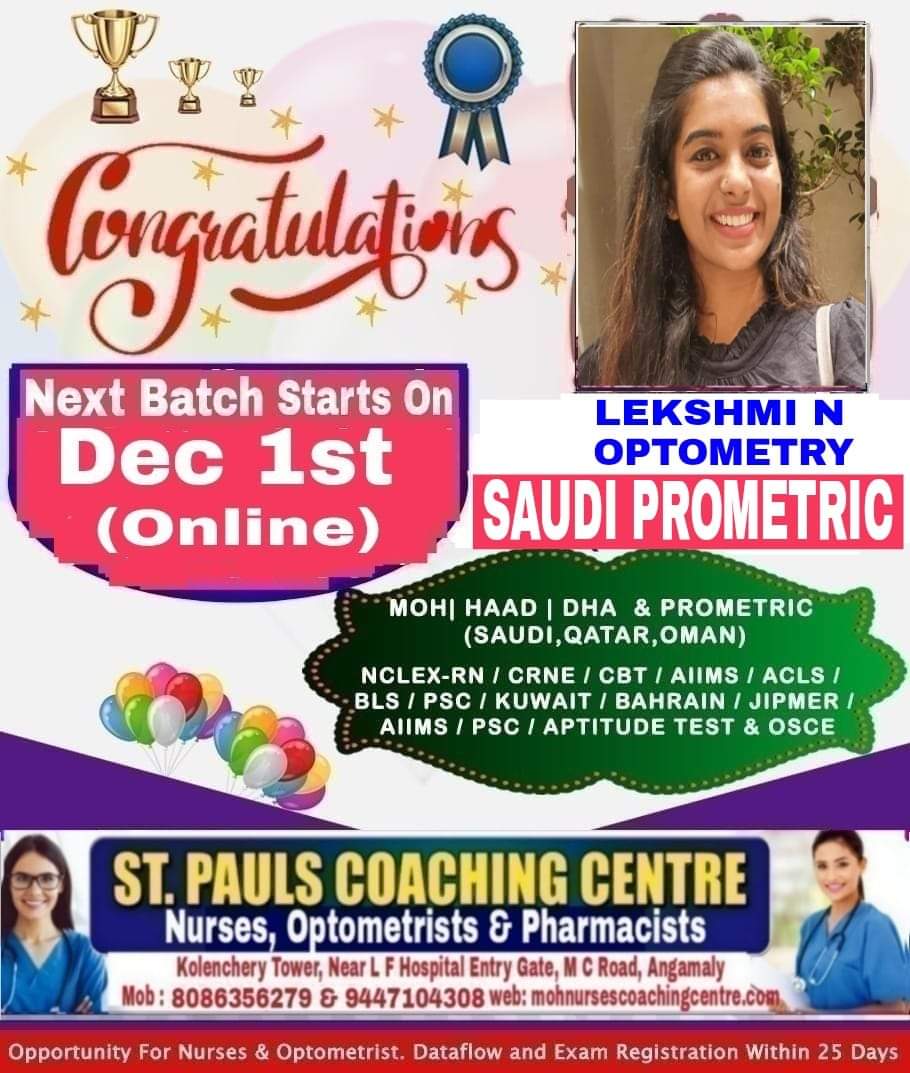 Congratulations
Next Batch Starts On
Dec 1st
(Online)
LEKSHMI N
OPTOMETRY
SAUDI PROMETRIC
MOH| HAAD | DHA & PROMETRIC
(SAUDI,QATAR,OMAN)
NCLEX-RN / CRNE / CBT / AIIMS / ACLS /
BLS / PSC / KUWAIT / BAHRAIN / JIPMER /
AIIMS / PSC / APTITUDE TEST & OSCE
ST. PAULS COACHING CENTRE
Nurses, Optometrists & Pharmacists
Kolenchery Tower, Near L F Hospital Entry Gate, M C Road, Angamaly
Mob : 8086356279 & 9447104308 web: mohnursescoachingcentre.com
Opportunity For Nurses & Optometrist. Dataflow and Exam Registration Within 25 Days